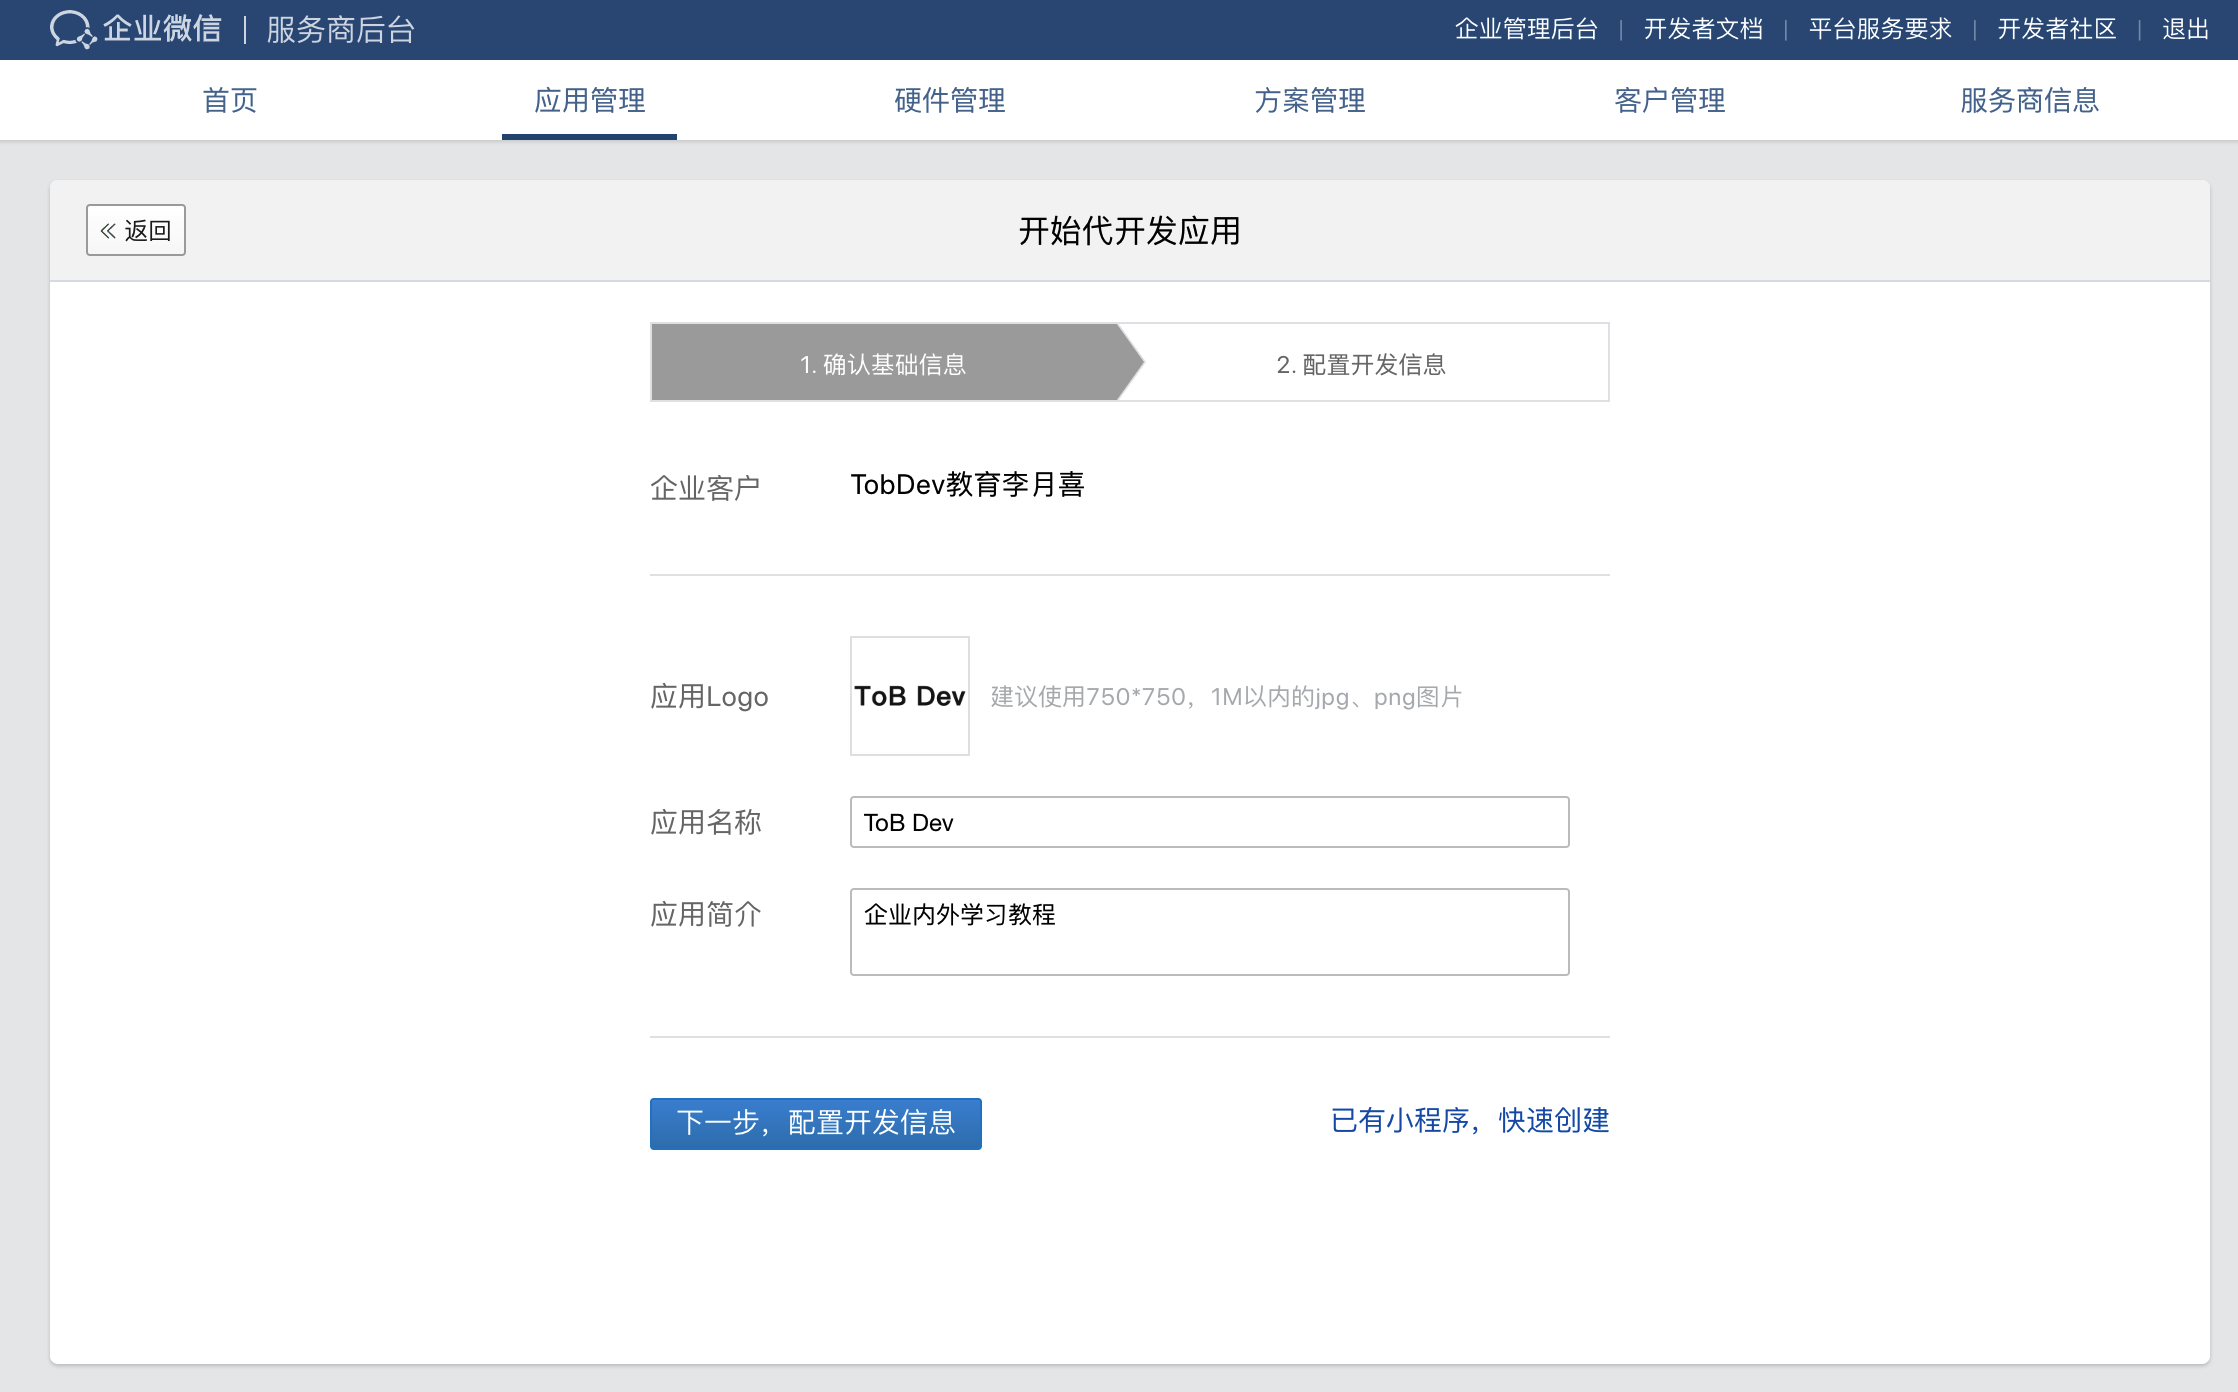 企业微信 | 服务商后台
企业管理后台 | 开发者文档 | 平台服务要求 | 开发者社区 | 退出
首页 应用管理 硬件管理 方案管理 客户管理 服务商信息
« 返回
开始代开发应用
1. 确认基础信息 2. 配置开发信息
企业客户 TobDev教育李月喜
应用Logo ToB Dev 建议使用750*750，1M以内的jpg、png图片
应用名称 ToB Dev
应用简介 企业内外学习教程
下一步，配置开发信息 已有小程序，快速创建